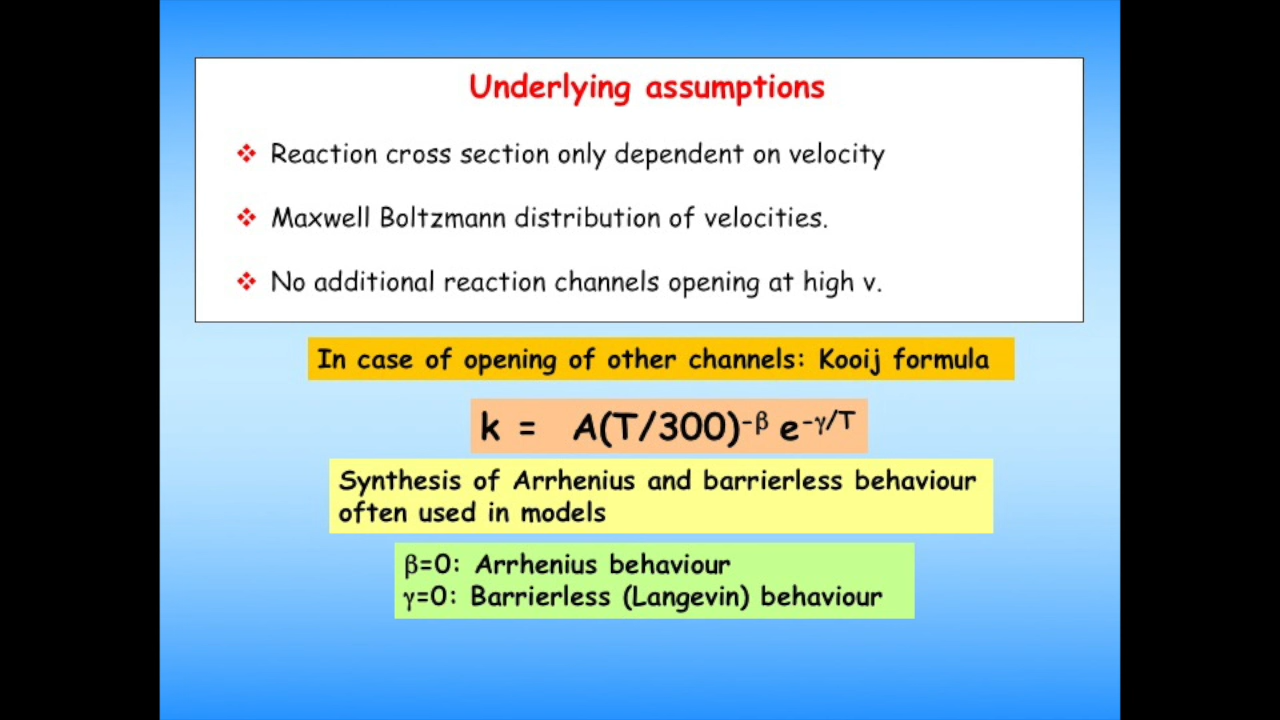 Underlying assumptions
❖ Reaction cross section only dependent on velocity
❖ Maxwell Boltzmann distribution of velocities.
❖ No additional reaction channels opening at high v.
In case of opening of other channels: Kooij formula
k = A(T/300)^-β e^-γ/T
Synthesis of Arrhenius and barrierless behaviour
often used in models
β=0: Arrhenius behaviour
γ=0: Barrierless (Langevin) behaviour